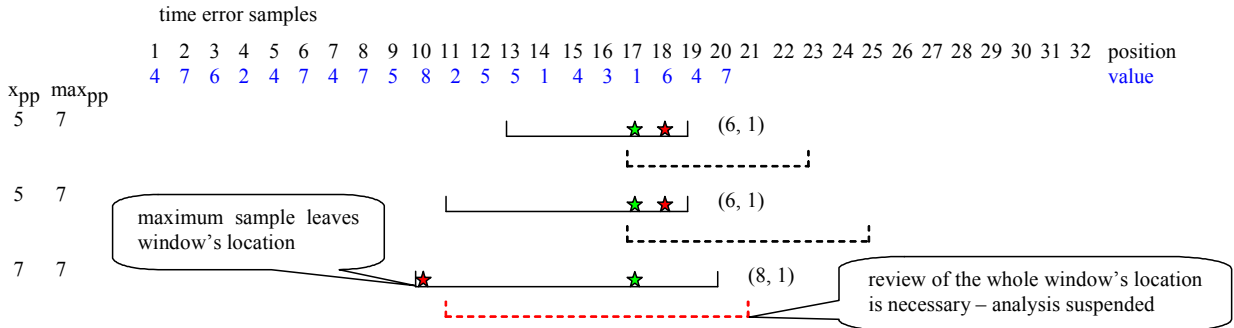 time error samples
1 2 3 4 5 6 7 8 9 10 11 12 13 14 15 16 17 18 19 20 21 22 23 24 25 26 27 28 29 30 31 32 position
4 7 6 2 4 7 4 7 5 8 2 5 5 1 4 3 1 6 4 7 value
xpp maxpp
5 7 (6, 1)
5 7 (6, 1)
maximum sample leaves
window's location
7 7 (8, 1)
review of the whole window's location
is necessary – analysis suspended